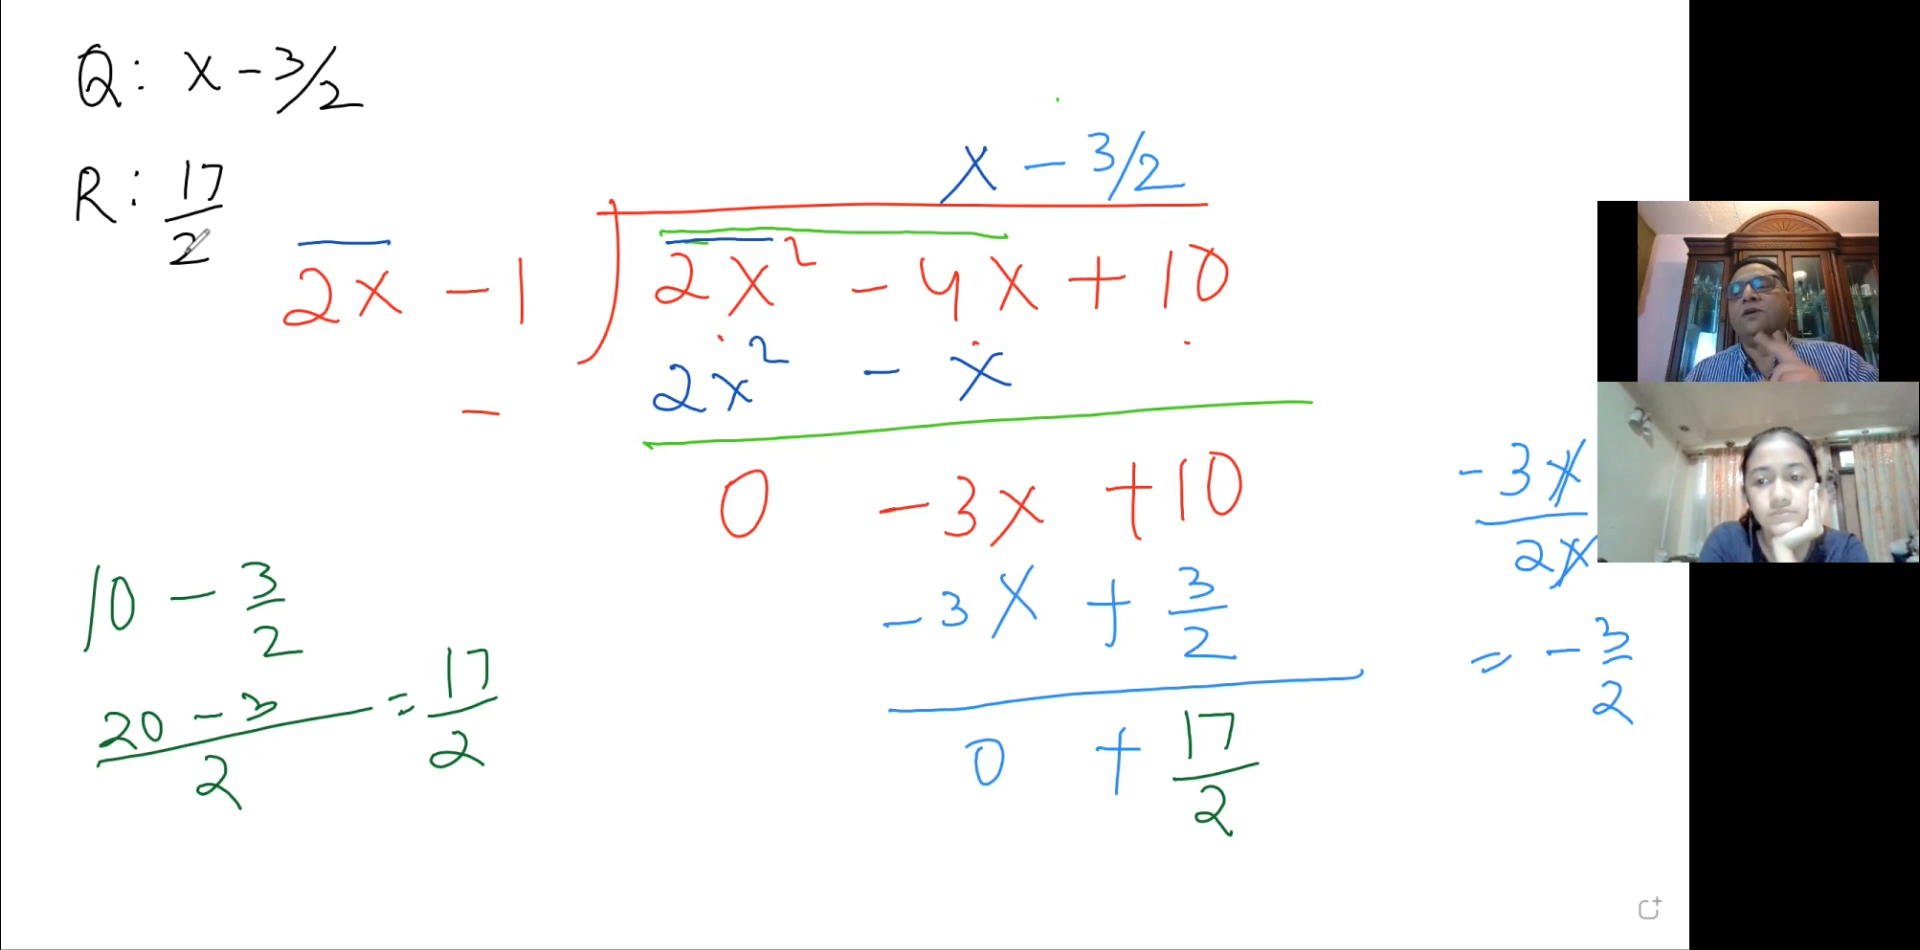 Q: x - 3/2
R: 17/2
x - 3/2
2x - 1 ) 2x² - 4x + 10
- 2x² - x
0 - 3x + 10
- 3x + 3/2
0 + 17/2
10 - 3/2
20 - 3 / 2 = 17/2
- 3x / 2x
= - 3/2